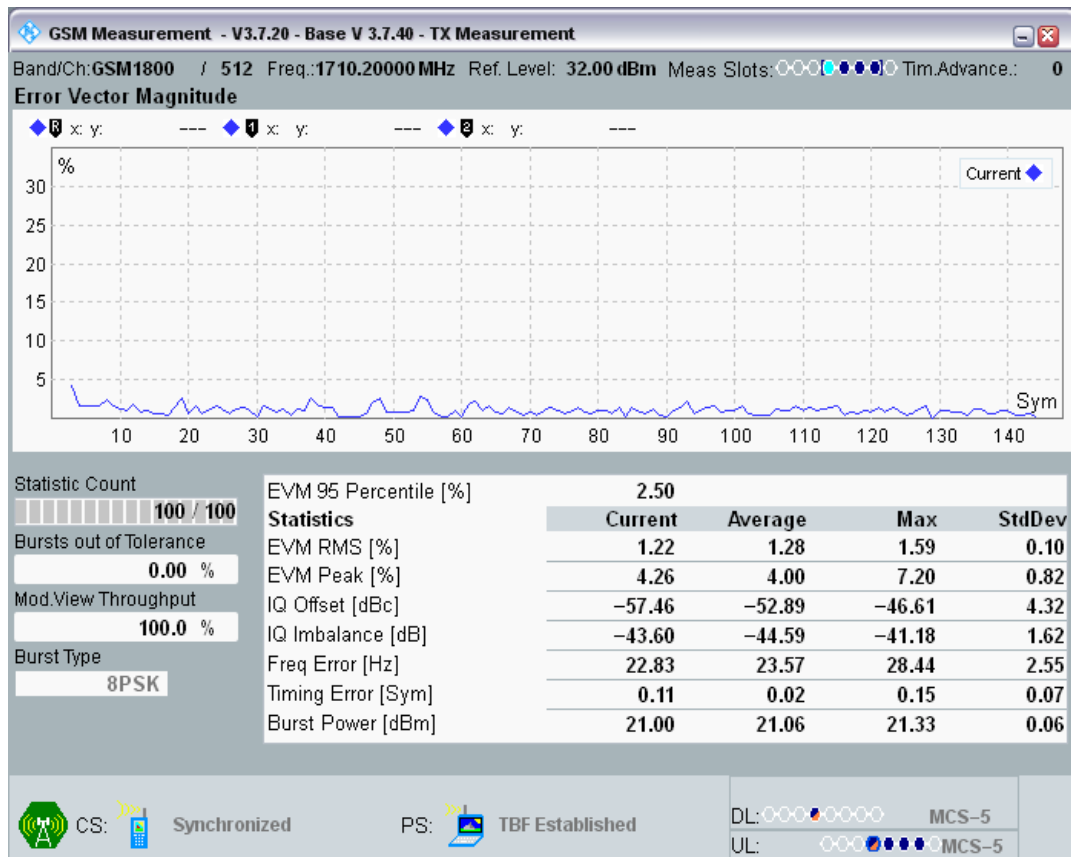 GSM Measurement - V3.7.20 - Base V 3.7.40 - TX Measurement
Band/Ch:GSM1800 / 512 Freq.:1710.20000 MHz Ref. Level: 32.00 dBm Meas Slots: Tim.Advance.: 0
Error Vector Magnitude
R x: y: --- 1 x: y: --- 2 x: y: ---
%
Current
30
25
20
15
10
5
Sym
10 20 30 40 50 60 70 80 90 100 110 120 130 140
Statistic Count
100 / 100
Bursts out of Tolerance
0.00 %
Mod.View Throughput
100.0 %
Burst Type
8PSK
EVM 95 Percentile [%] 2.50
Statistics Current Average Max StdDev
EVM RMS [%] 1.22 1.28 1.59 0.10
EVM Peak [%] 4.26 4.00 7.20 0.82
IQ Offset [dBc] −57.46 −52.89 −46.61 4.32
IQ Imbalance [dB] −43.60 −44.59 −41.18 1.62
Freq Error [Hz] 22.83 23.57 28.44 2.55
Timing Error [Sym] 0.11 0.02 0.15 0.07
Burst Power [dBm] 21.00 21.06 21.33 0.06
CS: Synchronized PS: TBF Established
DL: MCS−5
UL: MCS−5